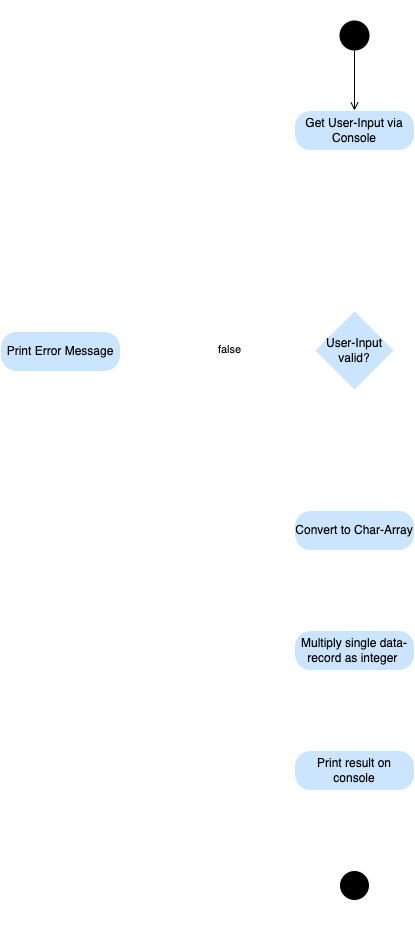 Get User-Input via
Console
Print Error Message
false
User-Input
valid?
Convert to Char-Array
Multiply single data-
record as integer
Print result on
console